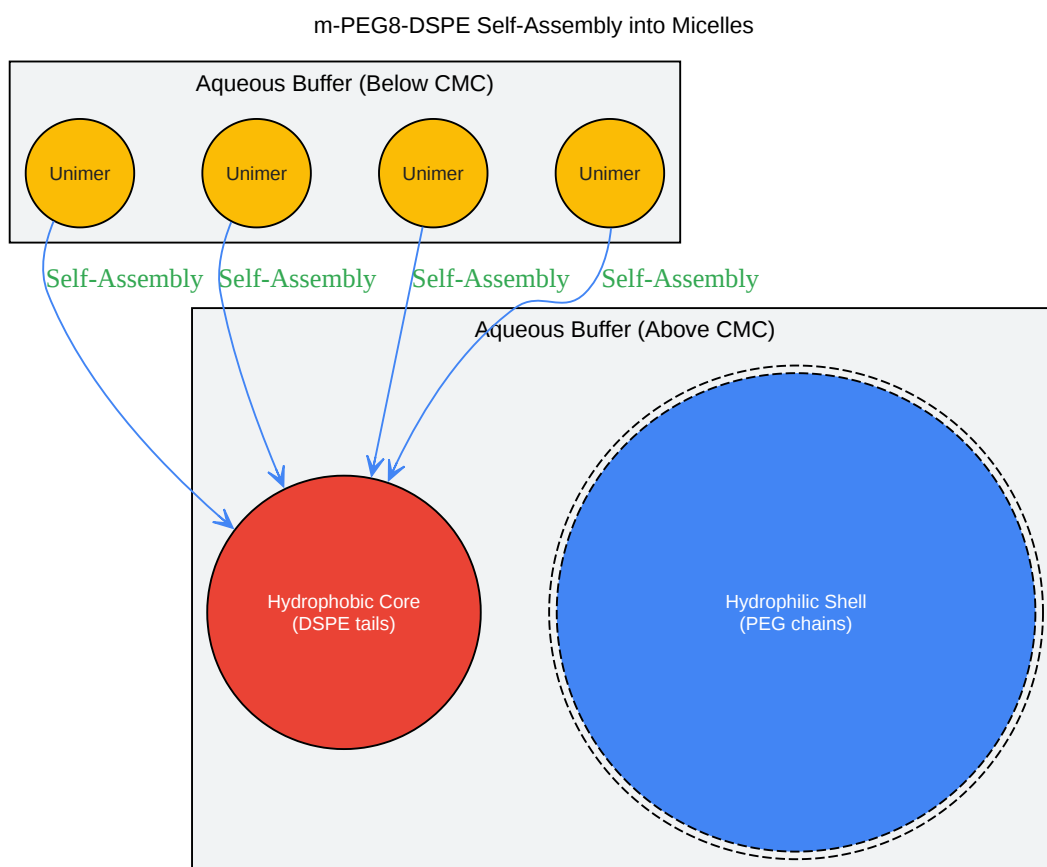 m-PEG8-DSPE Self-Assembly into Micelles
Aqueous Buffer (Below CMC)
Unimer
Unimer
Unimer
Unimer
Self-Assembly
Self-Assembly
Self-Assembly
Self-Assembly
Aqueous Buffer (Above CMC)
Hydrophobic Core
(DSPE tails)
Hydrophilic Shell
(PEG chains)